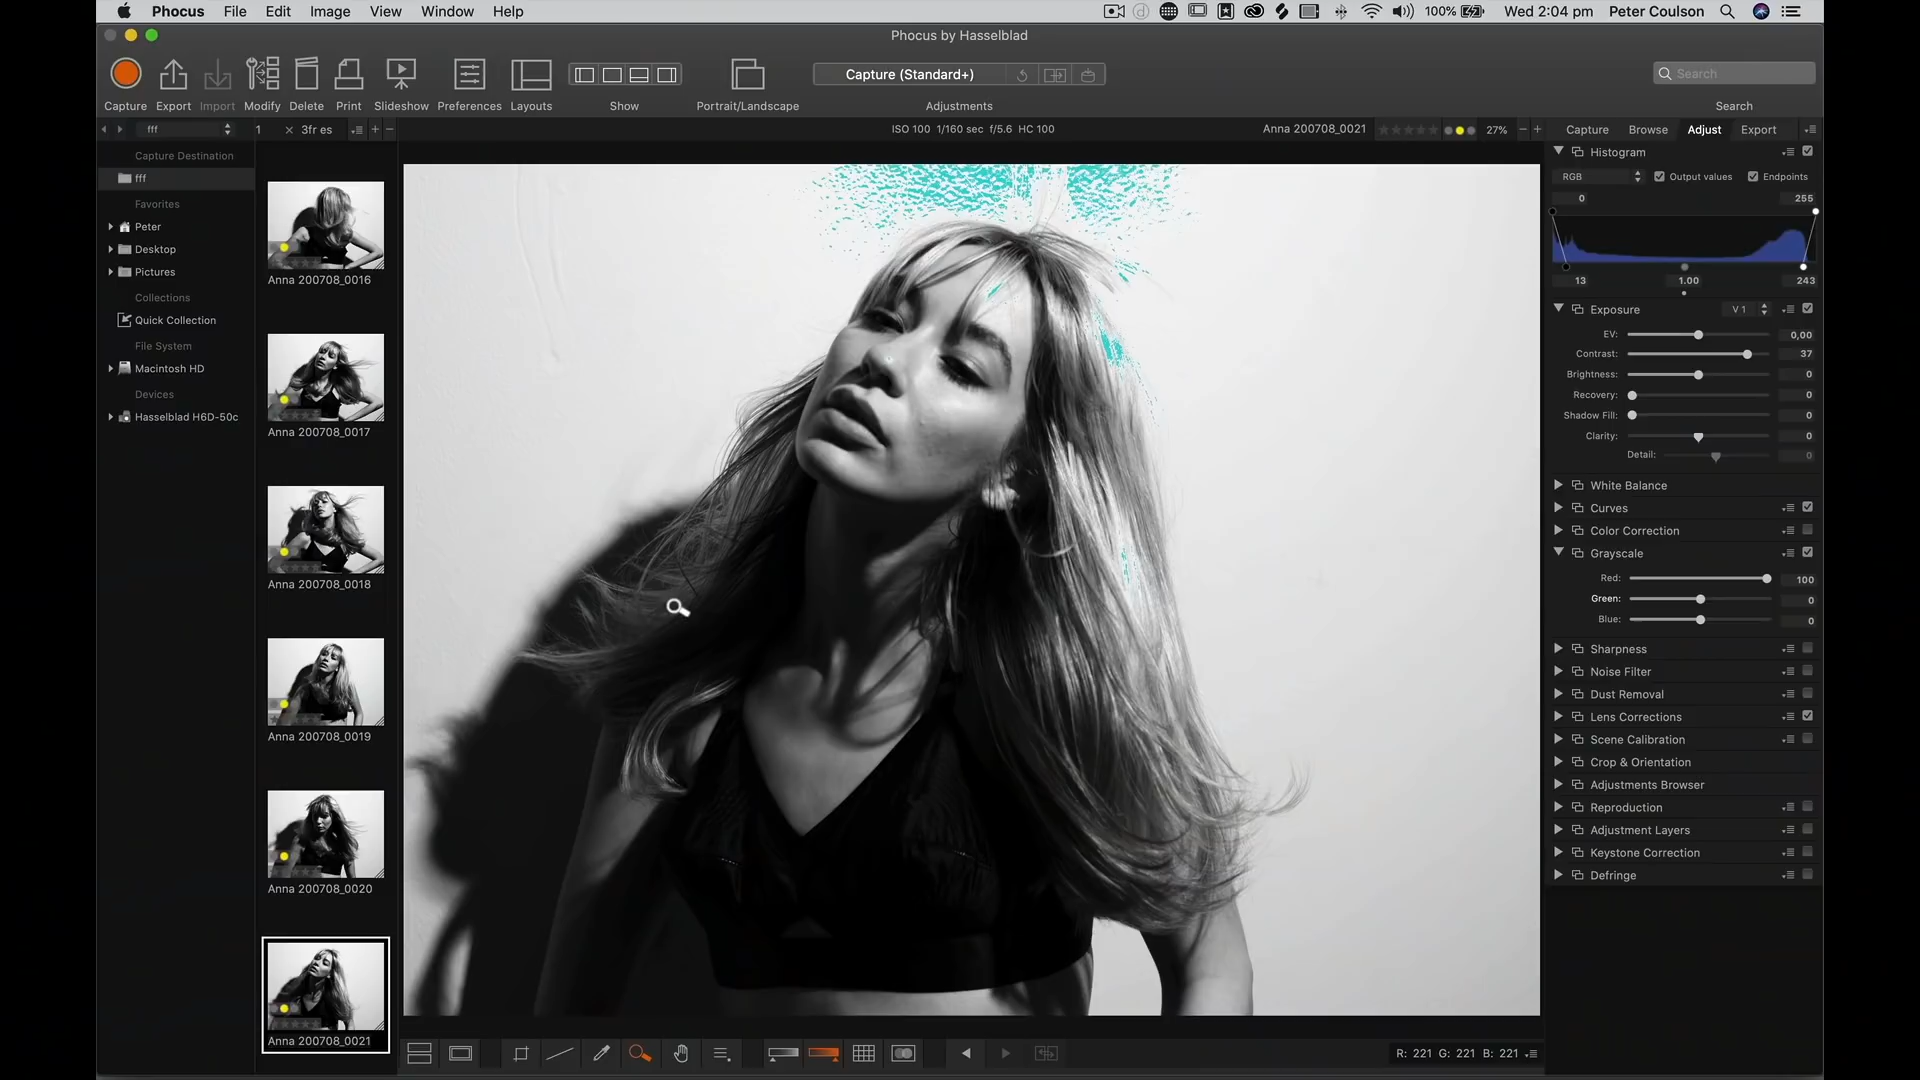 Phocus File Edit Image View Window Help
100% Wed 2:04 pm Peter Coulson
Phocus by Hasselblad
Capture (Standard+)
Search
Capture Export Import Modify Delete Print Slideshow Preferences Layouts Show Portrait/Landscape Adjustments Search
fff 1 × 3fr es
ISO 100 1/160 sec f/5.6 HC 100
Anna 200708_0021
27% − +
Capture Browse Adjust Export
Capture Destination
fff
Favorites
Peter
Desktop
Pictures
Collections
Quick Collection
File System
Macintosh HD
Devices
Hasselblad H6D-50c
Anna 200708_0016
Anna 200708_0017
Anna 200708_0018
Anna 200708_0019
Anna 200708_0020
Anna 200708_0021
Histogram
RGB Output values Endpoints
0 255
13 1.00 243
Exposure V 1
EV: 0,00
Contrast: 37
Brightness: 0
Recovery: 0
Shadow Fill: 0
Clarity: 0
Detail: 0
White Balance
Curves
Color Correction
Grayscale
Red: 100
Green: 0
Blue: 0
Sharpness
Noise Filter
Dust Removal
Lens Corrections
Scene Calibration
Crop & Orientation
Adjustments Browser
Reproduction
Adjustment Layers
Keystone Correction
Defringe
R: 221 G: 221 B: 221